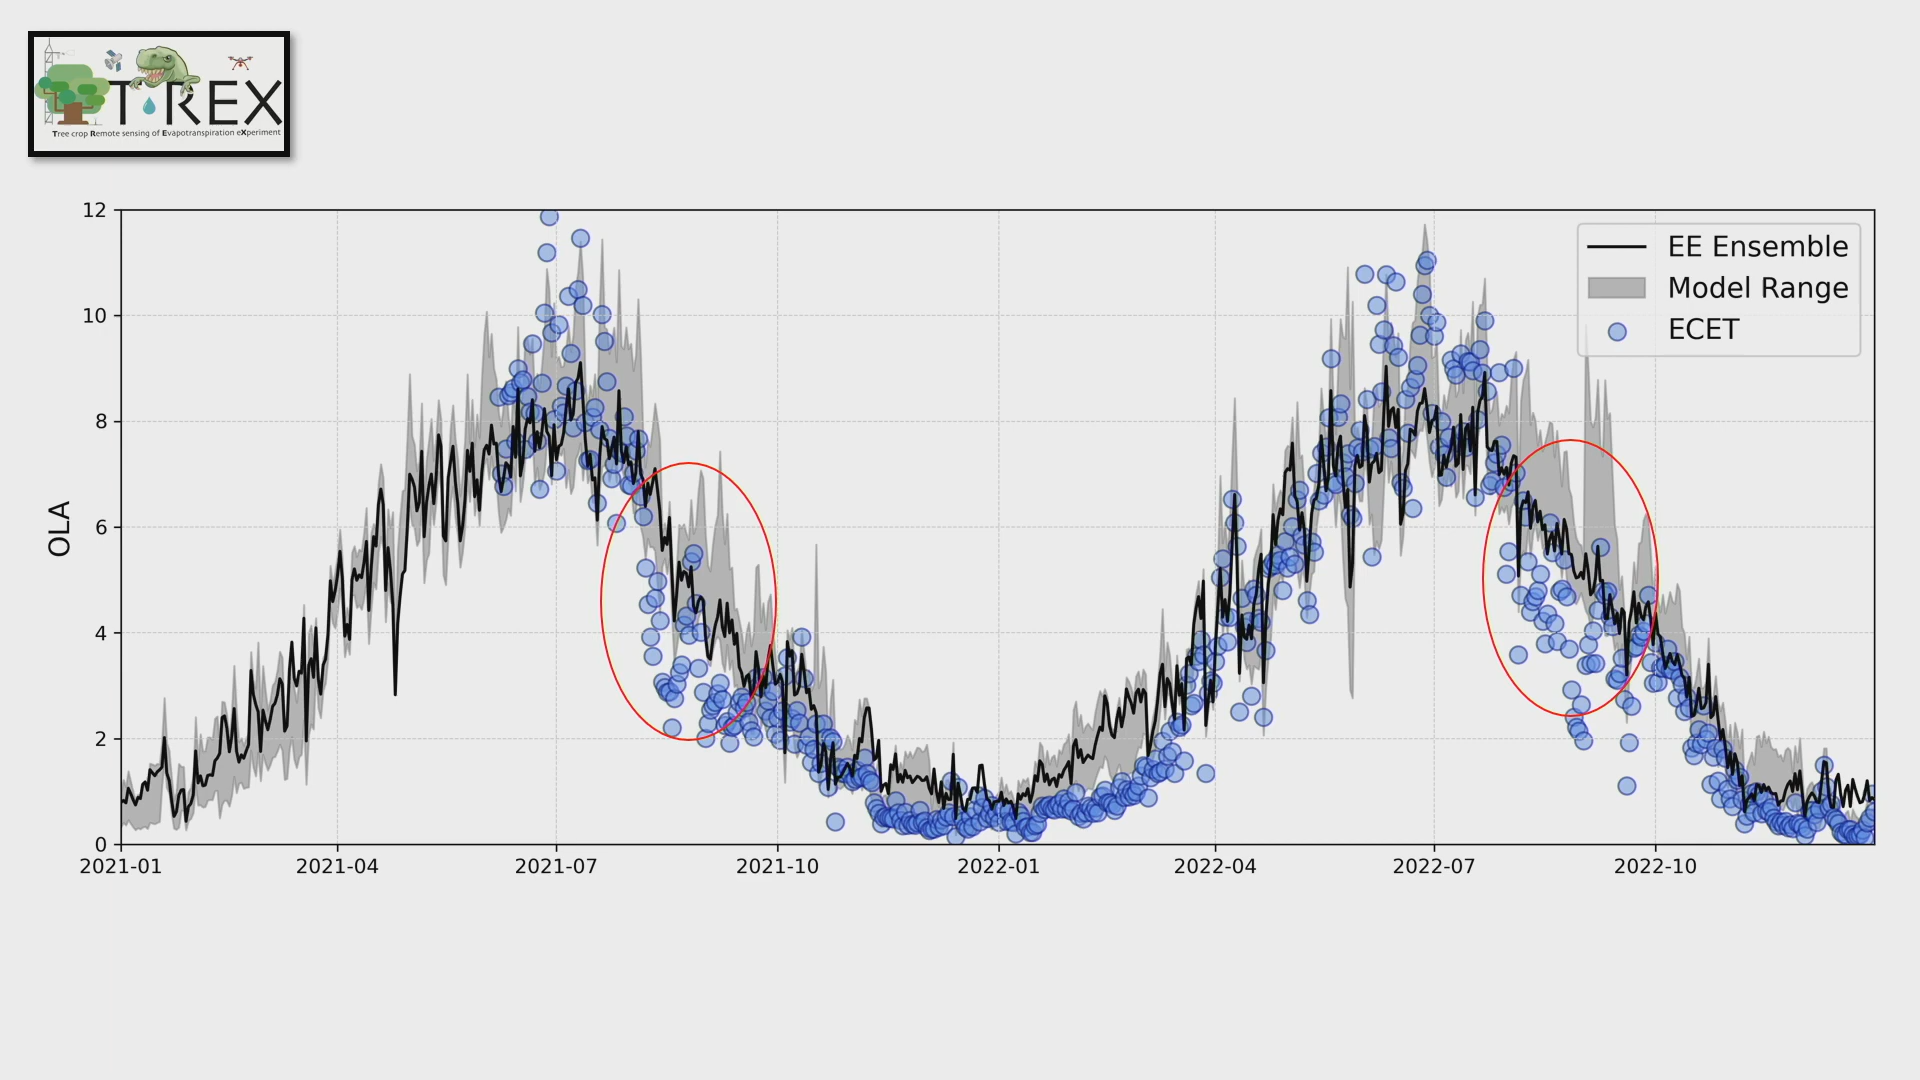 T·REX
Tree crop Remote sensing of Evapotranspiration eXperiment
12
10
8
6
4
2
0
OLA
EE Ensemble
Model Range
ECET
2021-01 2021-04 2021-07 2021-10 2022-01 2022-04 2022-07 2022-10